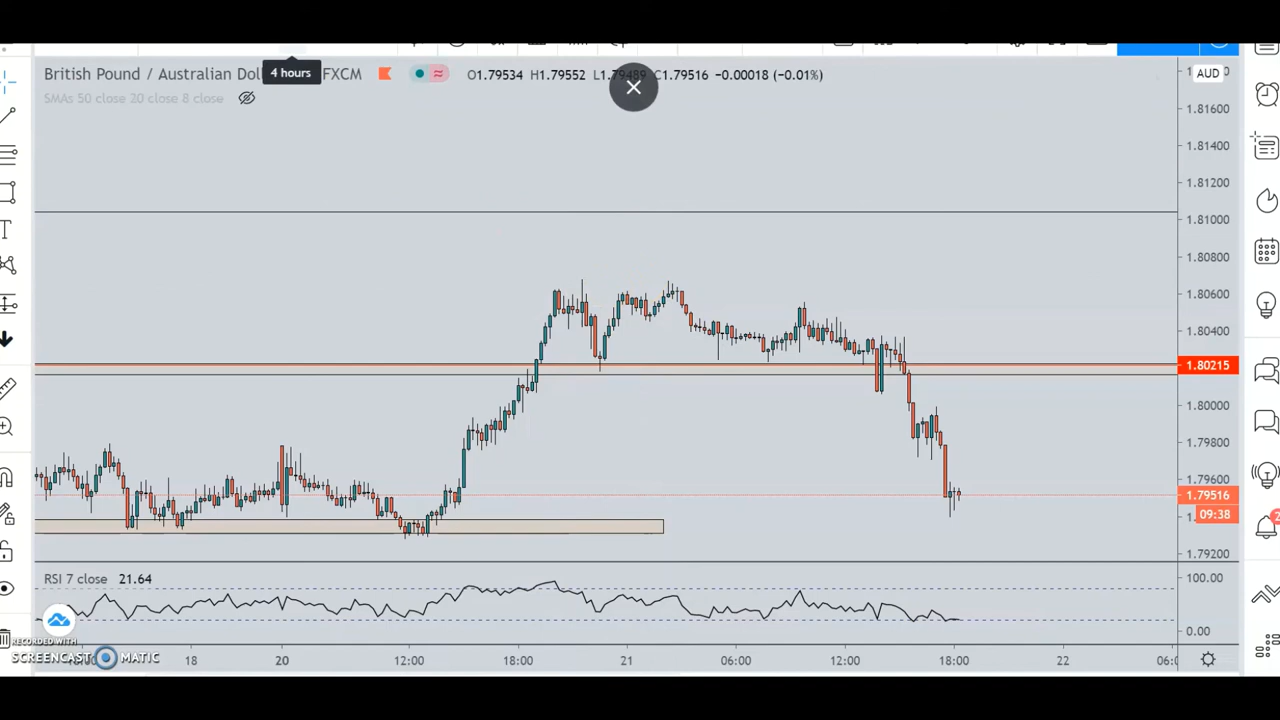 4 hours
British Pound / Australian Doll FXCM O1.79534 H1.79552 L1.79489 C1.79516 −0.00018 (−0.01%)
SMAs 50 close 20 close 8 close
AUD
1.81600
1.81400
1.81200
1.81000
1.80800
1.80600
1.80400
1.80215
1.80000
1.79800
1.79600
1.79516
09:38
1.79200
RSI 7 close 21.64
100.00
0.00
RECORDED WITH
SCREENCAST MATIC
18 20 12:00 18:00 21 06:00 12:00 18:00 22 06:0